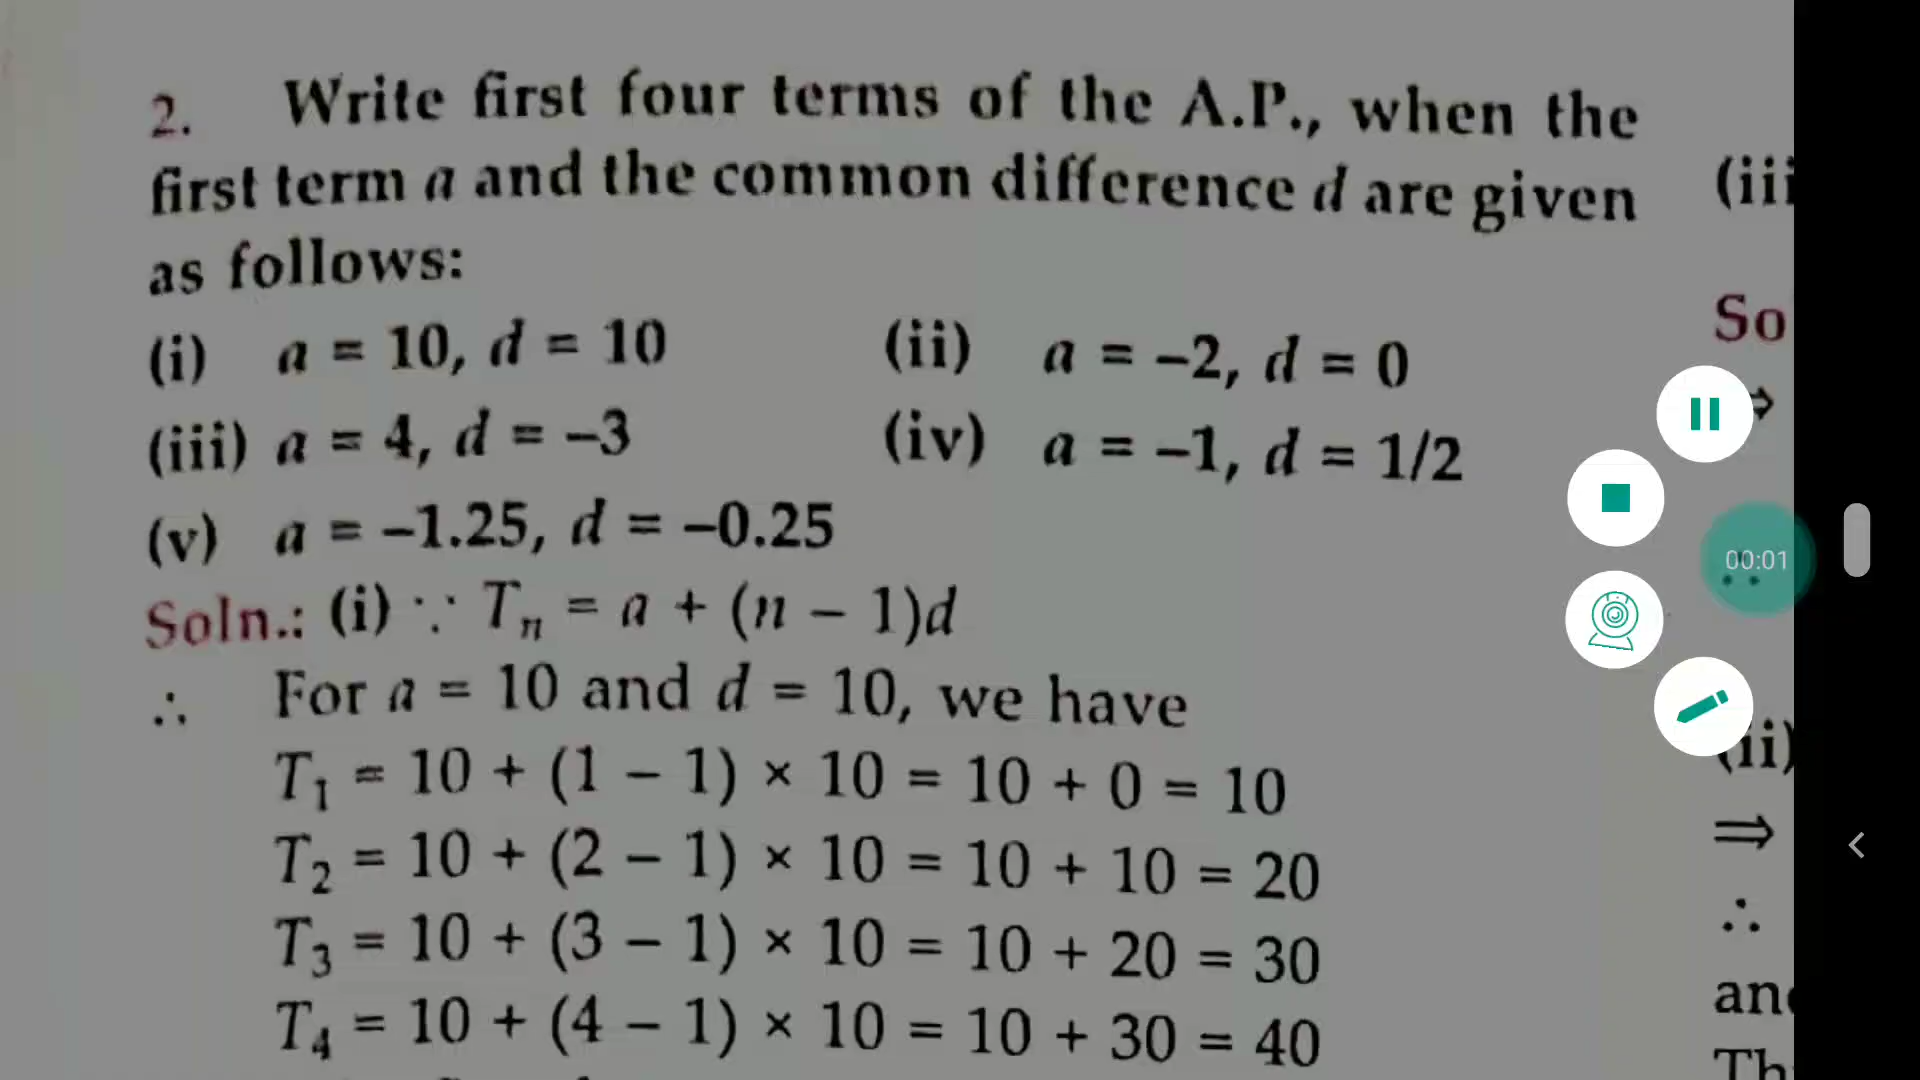 2. Write first four terms of the A.P., when the
first term a and the common difference d are given
as follows:
(i) a = 10, d = 10 (ii) a = –2, d = 0
(iii) a = 4, d = –3 (iv) a = –1, d = 1/2
(v) a = –1.25, d = –0.25
Soln.: (i) ∵ Tₙ = a + (n – 1)d
∴ For a = 10 and d = 10, we have
T₁ = 10 + (1 – 1) × 10 = 10 + 0 = 10
T₂ = 10 + (2 – 1) × 10 = 10 + 10 = 20
T₃ = 10 + (3 – 1) × 10 = 10 + 20 = 30
T₄ = 10 + (4 – 1) × 10 = 10 + 30 = 40
(iii
So
⇒
00:01
(ii)
⇒
∴
and
Th